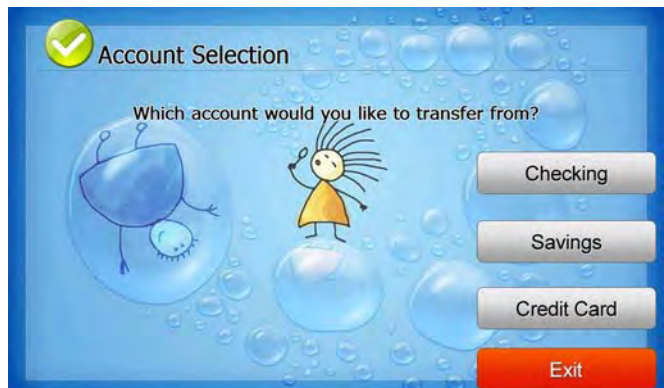 Account Selection
Which account would you like to transfer from?
Checking
Savings
Credit Card
Exit